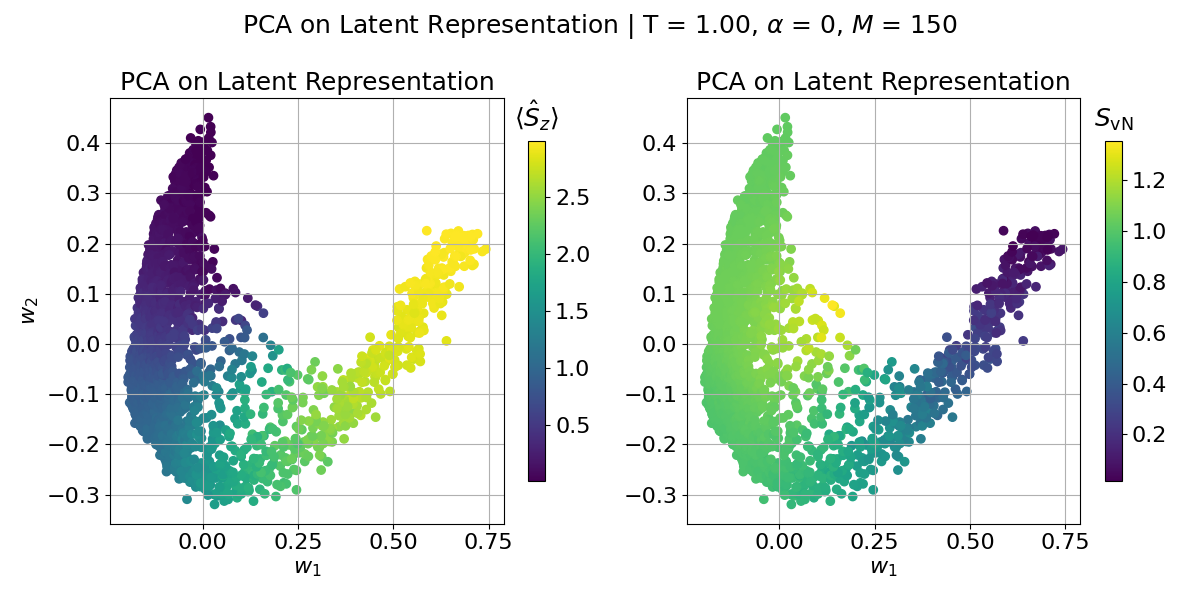 PCA on Latent Representation | T = 1.00, α = 0, M = 150
PCA on Latent Representation
⟨Ŝz⟩
w2
0.4
0.3
0.2
0.1
0.0
−0.1
−0.2
−0.3
0.00 0.25 0.50 0.75
w1
2.5
2.0
1.5
1.0
0.5
PCA on Latent Representation
SvN
0.4
0.3
0.2
0.1
0.0
−0.1
−0.2
−0.3
0.00 0.25 0.50 0.75
w1
1.2
1.0
0.8
0.6
0.4
0.2